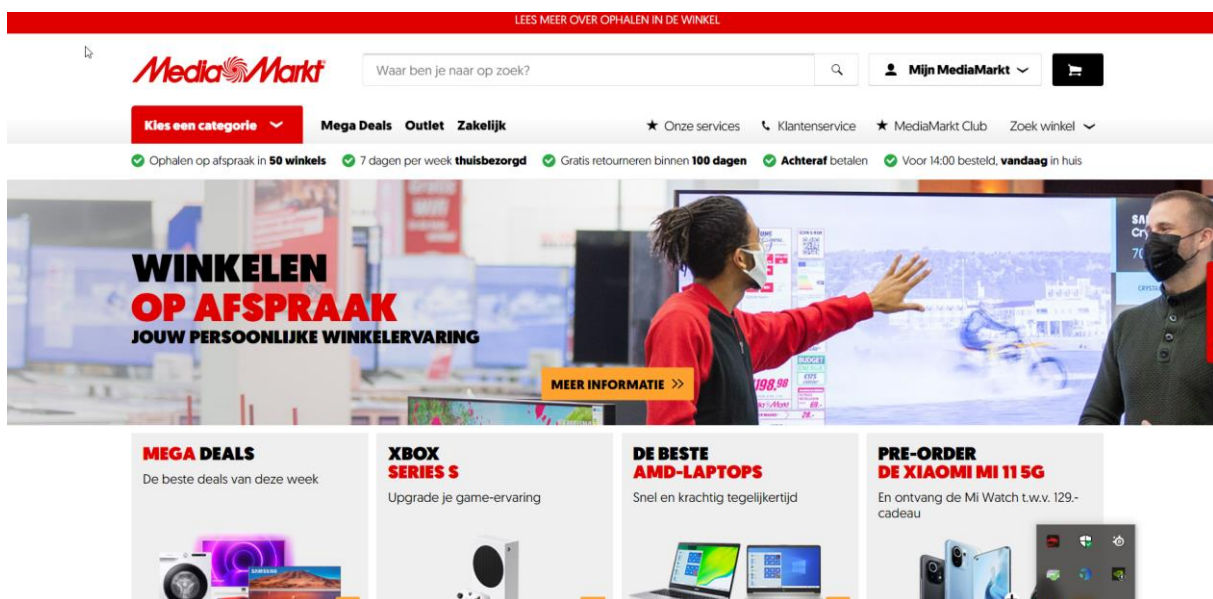 LEES MEER OVER OPHALEN IN DE WINKEL
MediaMarkt
Waar ben je naar op zoek?
Mijn MediaMarkt
Kies een categorie
Mega Deals Outlet Zakelijk
Onze services Klantenservice MediaMarkt Club Zoek winkel
Ophalen op afspraak in 50 winkels 7 dagen per week thuisbezorgd Gratis retourneren binnen 100 dagen Achteraf betalen Voor 14:00 besteld, vandaag in huis
WINKELEN
OP AFSPRAAK
JOUW PERSOONLIJKE WINKELERVARING
MEER INFORMATIE
BUDGET
€175
198.98
MEGA DEALS
De beste deals van deze week
XBOX
SERIES S
Upgrade je game-ervaring
DE BESTE
AMD-LAPTOPS
Snel en krachtig tegelijkertijd
PRE-ORDER
DE XIAOMI MI 11 5G
En ontvang de Mi Watch t.w.v. 129.-
cadeau
SAMSUNG